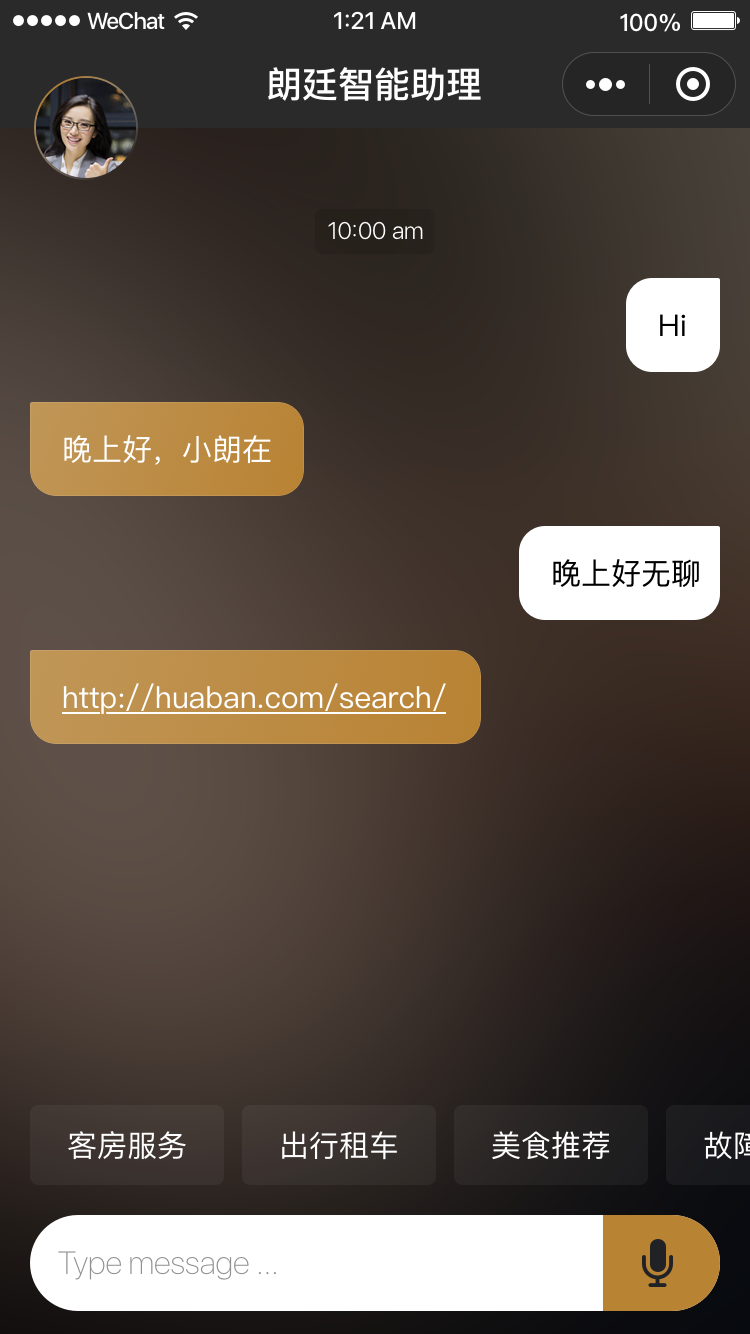 WeChat 1:21 AM 100%
朗廷智能助理
10:00 am
Hi
晚上好，小朗在
晚上好无聊
http://huaban.com/search/
客房服务 出行租车 美食推荐 故障
Type message ...